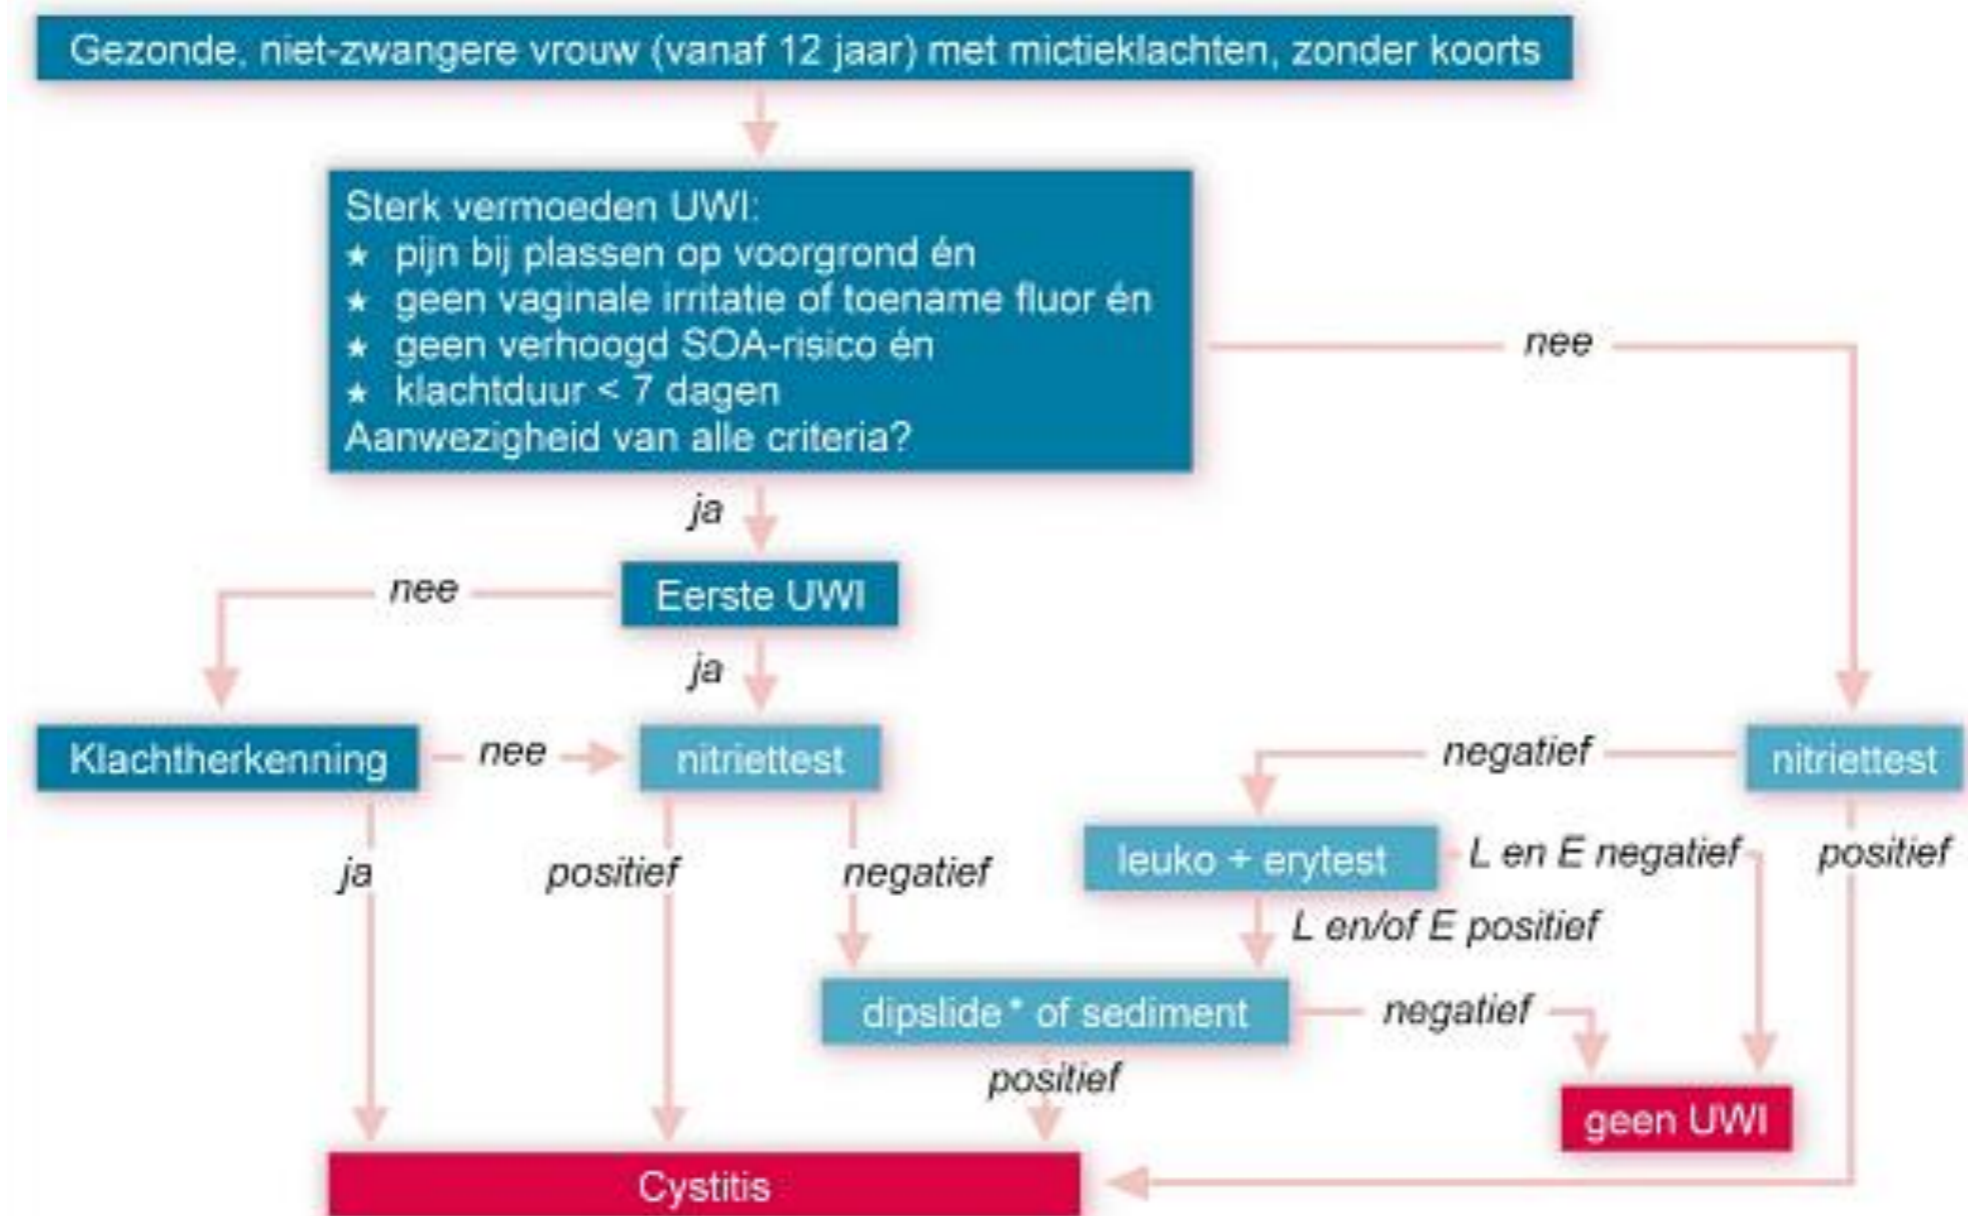 Gezonde, niet-zwangere vrouw (vanaf 12 jaar) met mictieklachten, zonder koorts
Sterk vermoeden UWI:
★ pijn bij plassen op voorgrond én
★ geen vaginale irritatie of toename fluor én
★ geen verhoogd SOA-risico én
★ klachtduur < 7 dagen
Aanwezigheid van alle criteria?
nee
ja
nee
Eerste UWI
ja
Klachtherkenning
nee
nitriettest
negatief
nitriettest
leuko + erytest
L en E negatief
positief
ja
positief
negatief
L en/of E positief
dipslide* of sediment
negatief
positief
geen UWI
Cystitis